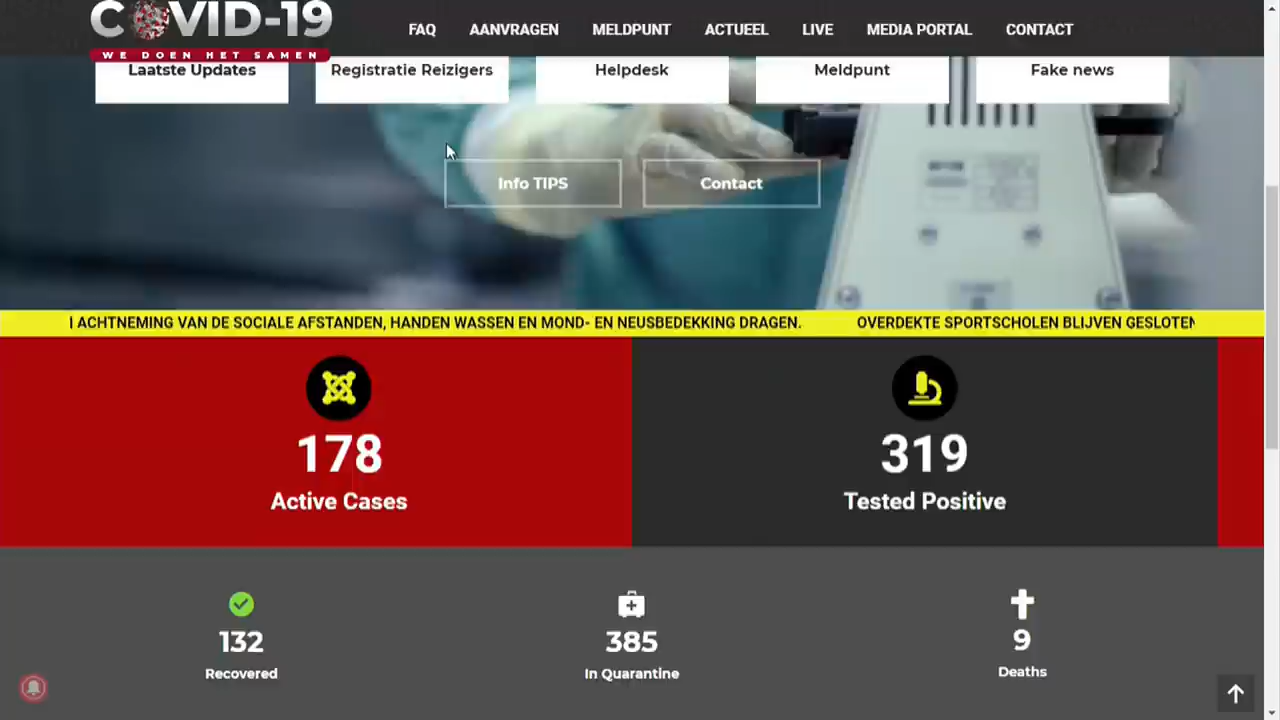 COVID-19
WE DOEN HET SAMEN
FAQ AANVRAGEN MELDPUNT ACTUEEL LIVE MEDIA PORTAL CONTACT
Laatste Updates Registratie Reizigers Helpdesk Meldpunt Fake news
Info TIPS Contact
ACHTNEMING VAN DE SOCIALE AFSTANDEN, HANDEN WASSEN EN MOND- EN NEUSBEDEKKING DRAGEN. OVERDEKTE SPORTSCHOLEN BLIJVEN GESLOTEN
178 319
Active Cases Tested Positive
132 385 9
Recovered In Quarantine Deaths